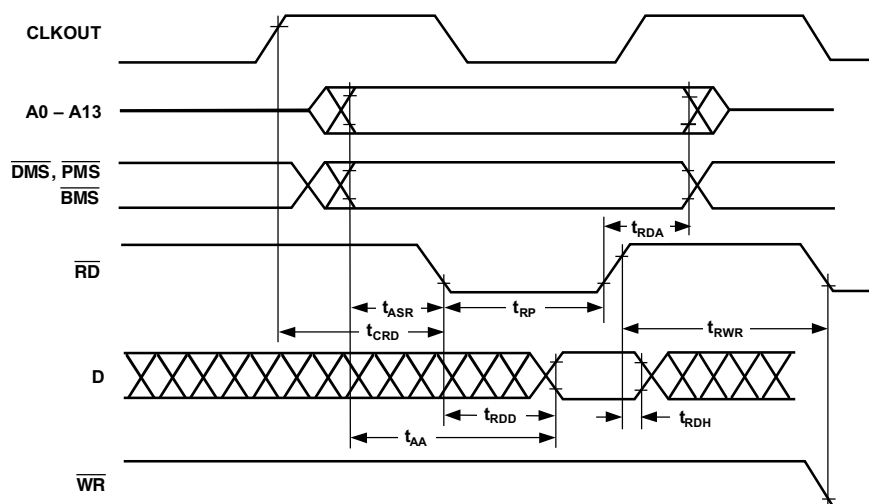 CLKOUT
A0 – A13
DMS, PMS
BMS
tRDA
RD
tASR
tRP
tCRD
tRWR
D
tRDD
tRDH
tAA
WR